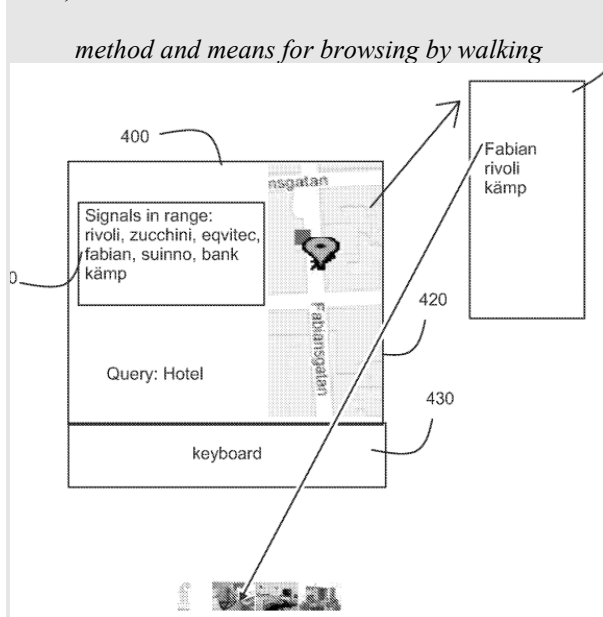 method and means for browsing by walking
400
nsgatan
Signals in range:
rivoli, zucchini, eqvitec,
fabian, suinno, bank
kämp
0
Fabian
rivoli
kämp
Fabiansgatan
420
Query: Hotel
430
keyboard
f